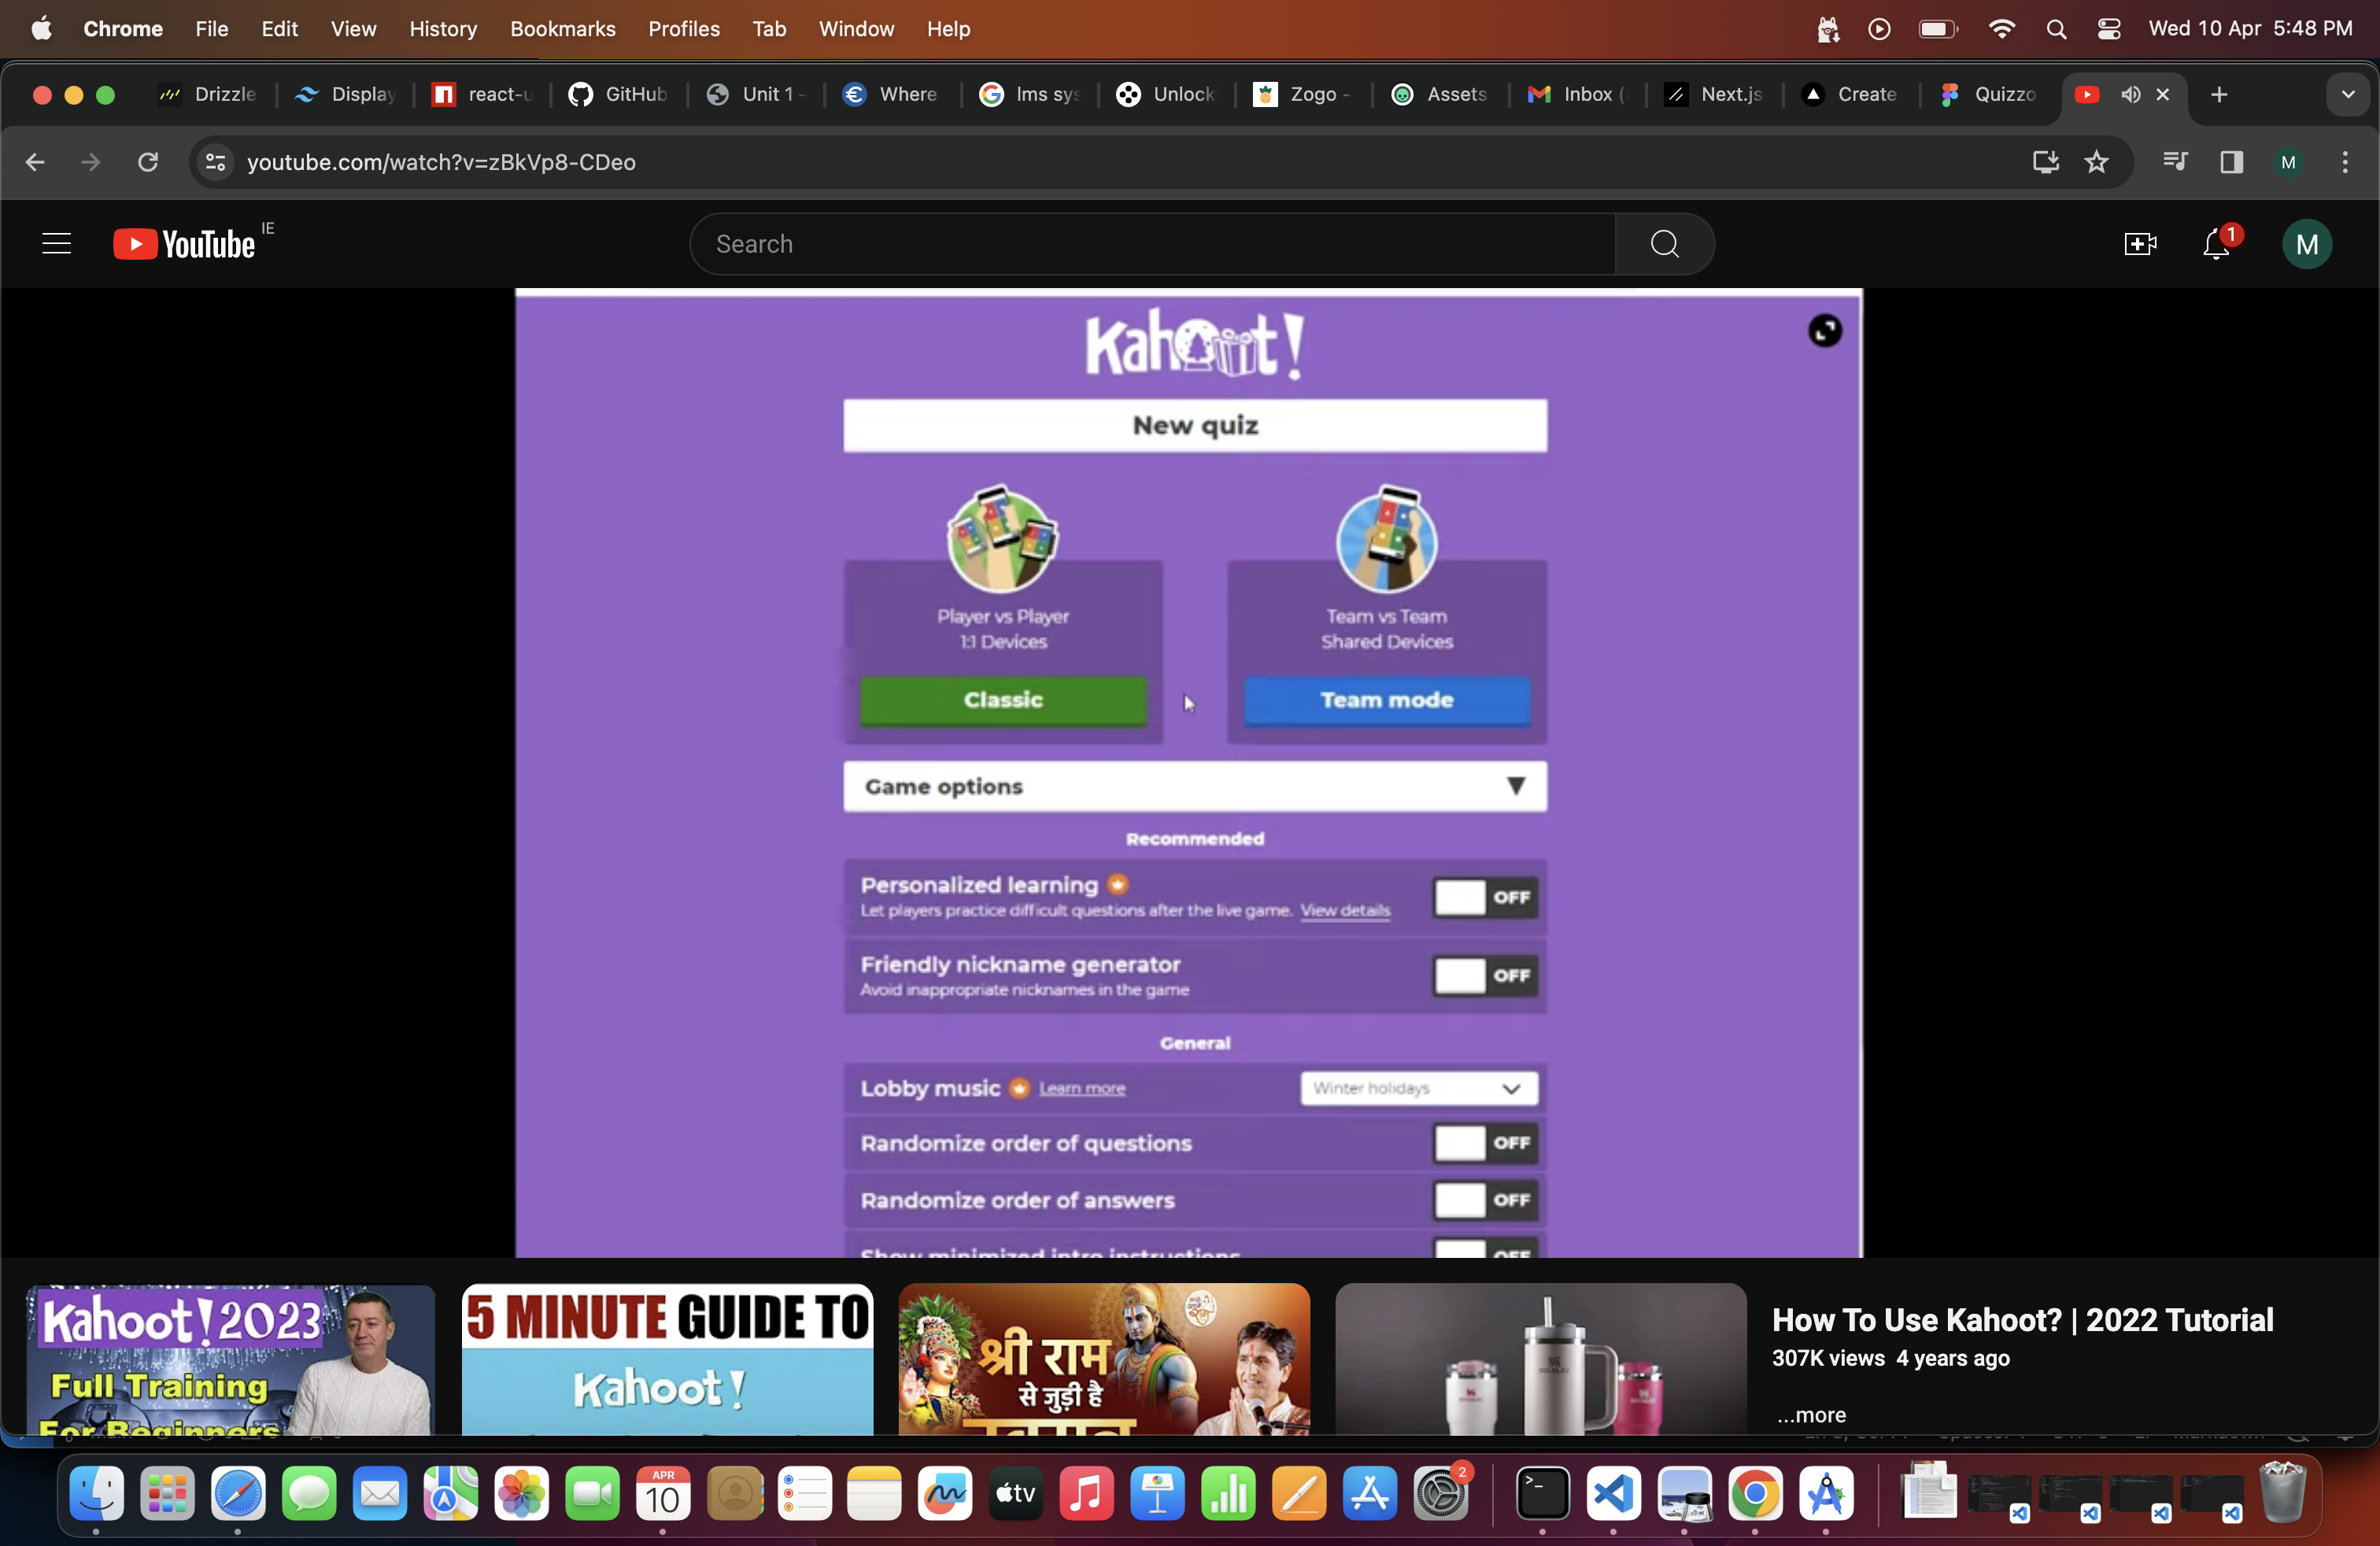 Chrome File Edit View History Bookmarks Profiles Tab Window Help Wed 10 Apr 5:48 PM
Drizzle Display react-u GitHub Unit 1 - Where lms sys Unlock Zogo - Assets Inbox ( Next.js Create Quizzo
youtube.com/watch?v=zBkVp8-CDeo M
YouTube IE Search 1 M
Kahoot!
New quiz
Player vs Player
1:1 Devices
Classic
Team vs Team
Shared Devices
Team mode
Game options
Recommended
Personalized learning OFF
Let players practice difficult questions after the live game. View details
Friendly nickname generator OFF
Avoid inappropriate nicknames in the game
General
Lobby music Learn more Winter holidays
Randomize order of questions OFF
Randomize order of answers OFF
Show minimized intro instructions OFF
Kahoot! 2023
Full Training
For Beginners
5 MINUTE GUIDE TO
Kahoot!
श्री राम
से जुड़ी है
How To Use Kahoot? | 2022 Tutorial
307K views 4 years ago
...more
APR
10
tv
2